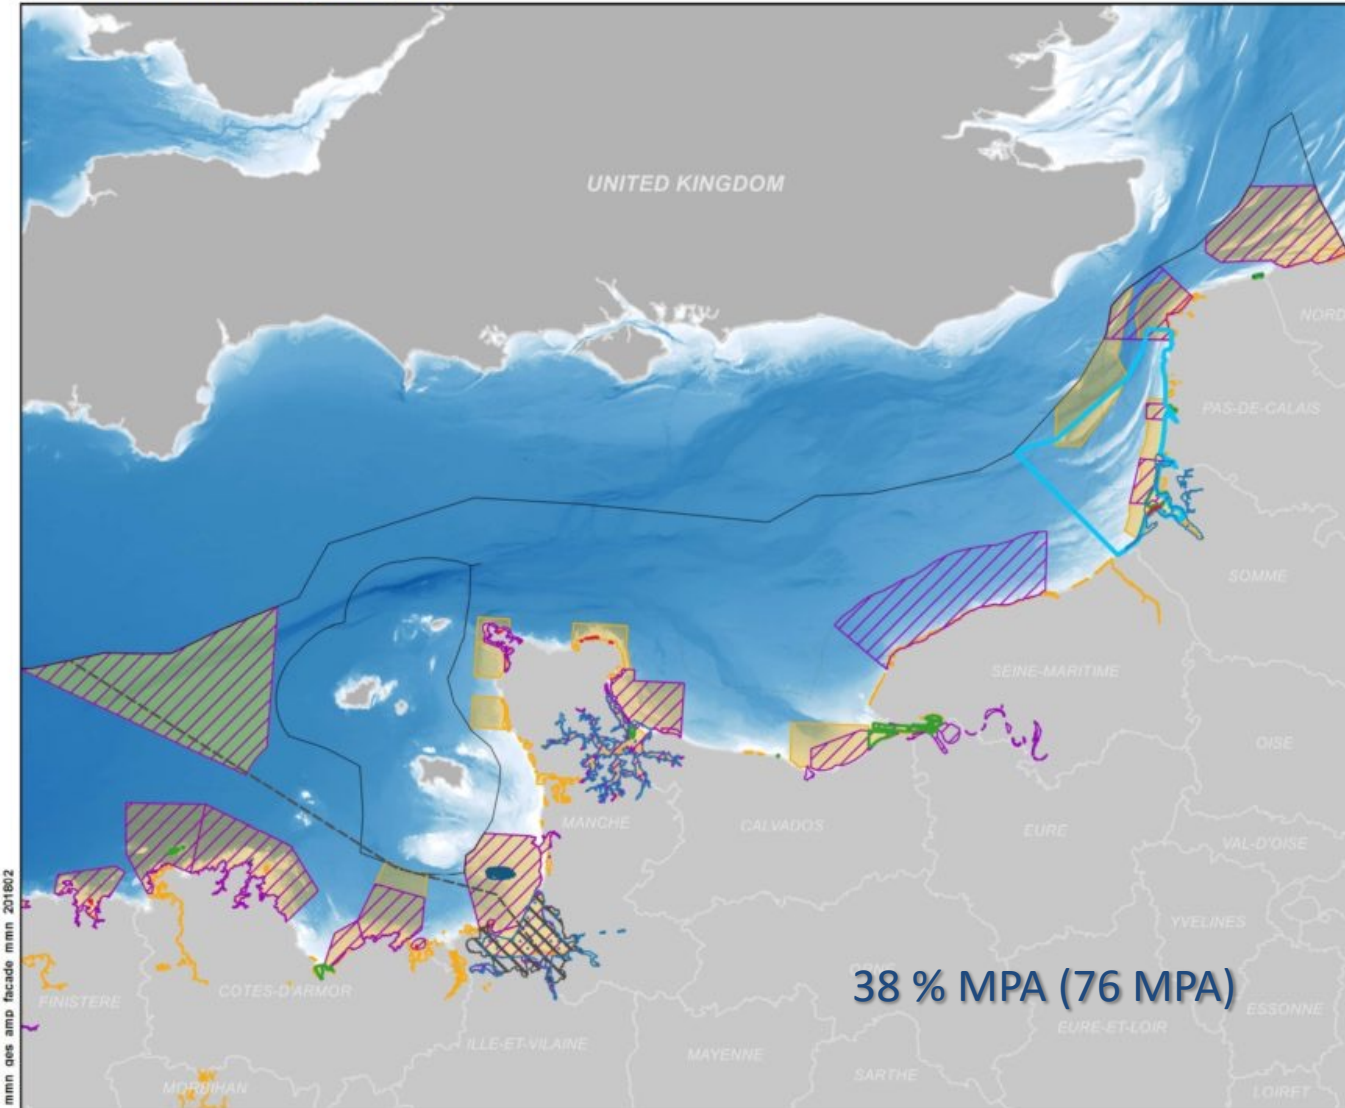 UNITED KINGDOM
NORD
PAS-DE-CALAIS
SOMME
SEINE-MARITIME
OISE
MANCHE
CALVADOS
EURE
VAL-D'OISE
YVELINES
38 % MPA (76 MPA)
FINISTERE
COTES-D'ARMOR
ESSONNE
EURE-ET-LOIR
ILLE-ET-VILAINE
MAYENNE
SARTHE
MORBIHAN
LOIRET
mmn ges amp facade mmn 201802